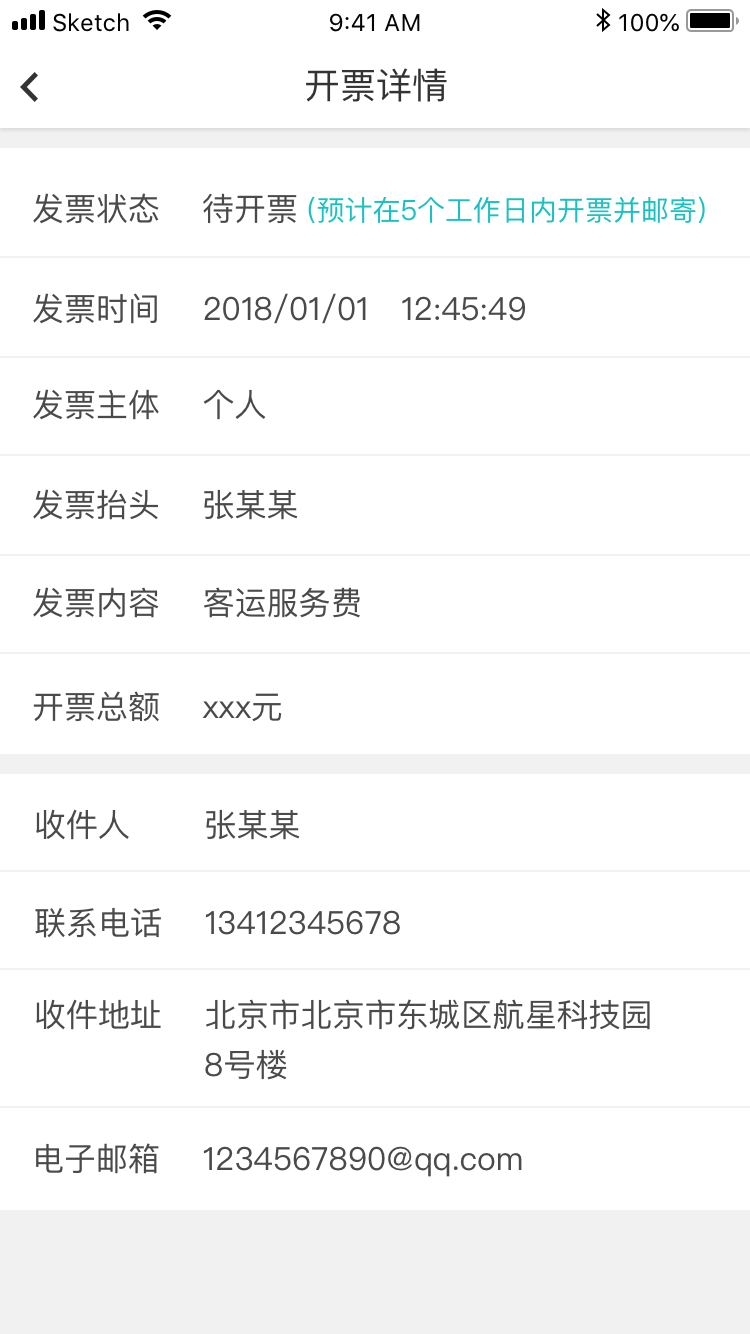 Sketch 9:41 AM 100%
开票详情
发票状态 待开票 (预计在5个工作日内开票并邮寄)
发票时间 2018/01/01 12:45:49
发票主体 个人
发票抬头 张某某
发票内容 客运服务费
开票总额 xxx元
收件人 张某某
联系电话 13412345678
收件地址 北京市北京市东城区航星科技园
8号楼
电子邮箱 1234567890@qq.com